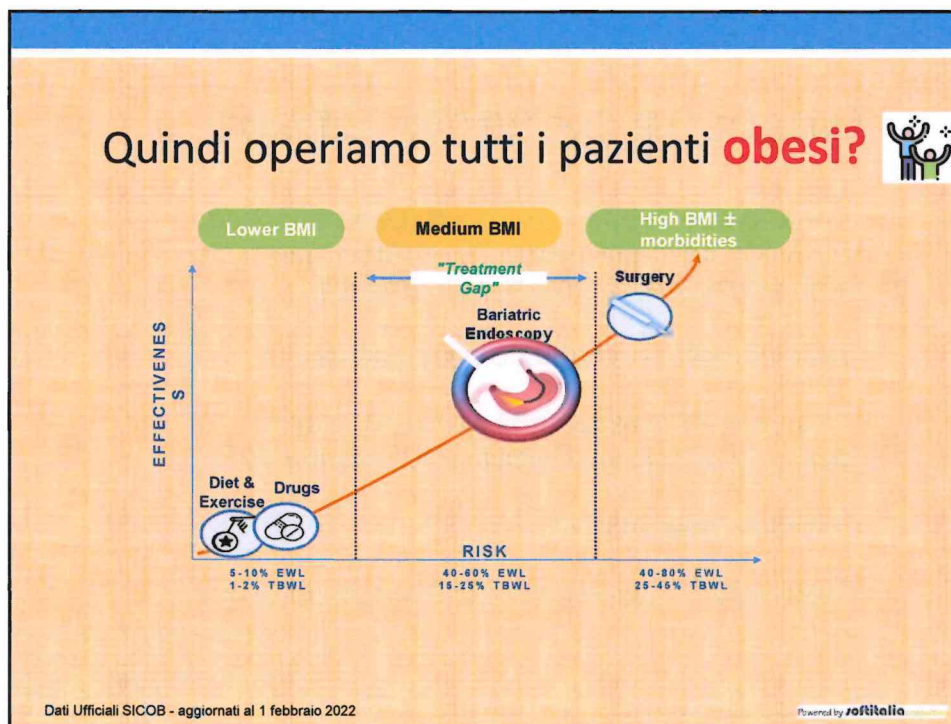 Quindi operiamo tutti i pazienti obesi?
Lower BMI
Medium BMI
High BMI ±
morbidities
"Treatment
Gap"
Surgery
Bariatric
Endoscopy
EFFECTIVENES
S
Diet &
Exercise
Drugs
RISK
5-10% EWL
1-2% TBWL
40-60% EWL
15-25% TBWL
40-80% EWL
25-45% TBWL
Dati Ufficiali SICOB - aggiornati al 1 febbraio 2022
Powered by softitalia